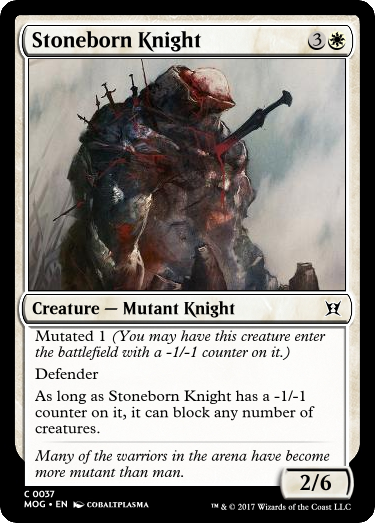 Stoneborn Knight 3
Creature — Mutant Knight
Mutated 1 (You may have this creature enter
the battlefield with a -1/-1 counter on it.)
Defender
As long as Stoneborn Knight has a -1/-1
counter on it, it can block any number of
creatures.
Many of the warriors in the arena have become
more mutant than man.
2/6
C 0037
MOG • EN COBALTPLASMA
™ & © 2017 Wizards of the Coast LLC